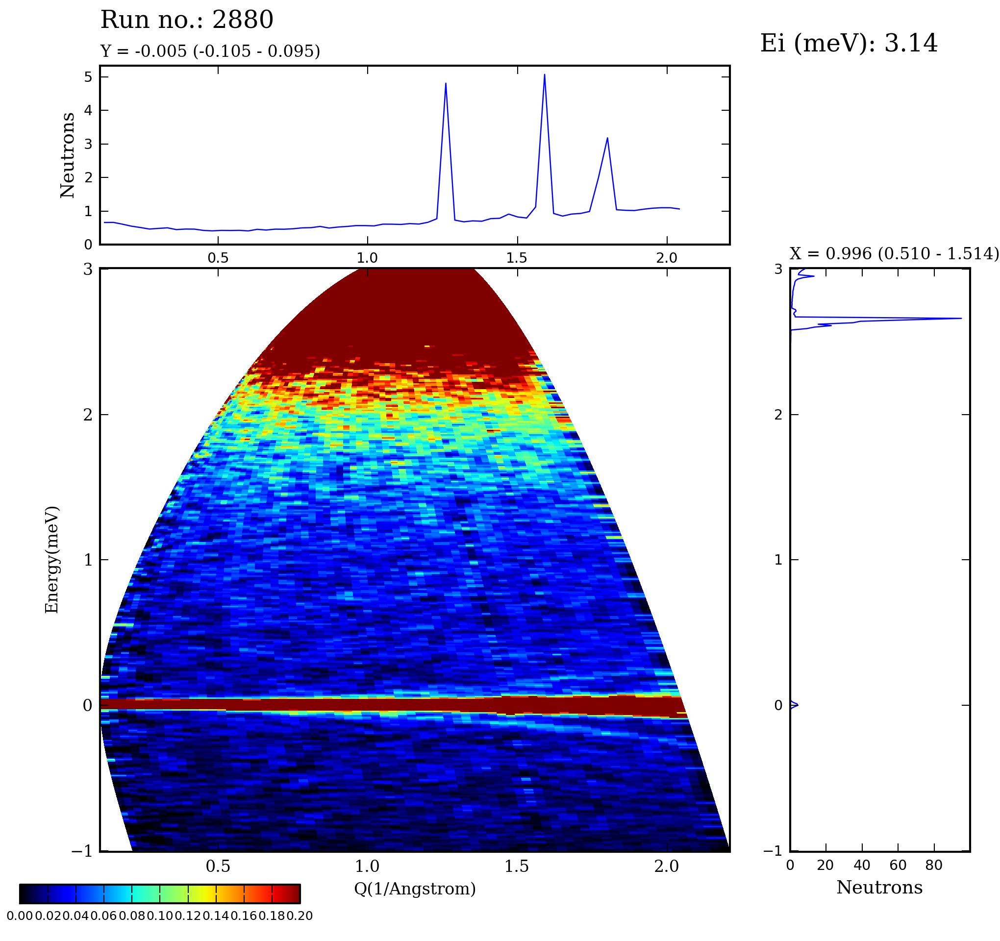 Run no.: 2880
Ei (meV): 3.14
Y = -0.005 (-0.105 - 0.095)
5
4
3
2
1
0
Neutrons
0.5 1.0 1.5 2.0
X = 0.996 (0.510 - 1.514)
3
2
1
0
−1
Energy(meV)
0.5 1.0 1.5 2.0
Q(1/Angstrom)
3
2
1
0
−1
0 20 40 60 80
Neutrons
0.00 0.02 0.04 0.06 0.08 0.10 0.12 0.14 0.16 0.18 0.20